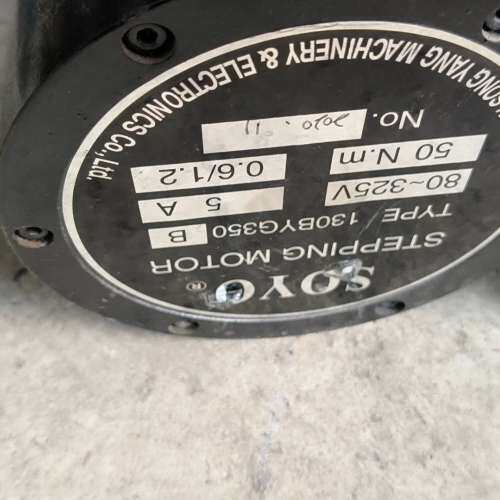 SOYO ®
STEPPING MOTOR
TYPE 130BYG350 B
80~325V 5 A
50 N.m 0.6/1.2
No. 2020. 11
ONG YANG MACHINERY & ELECTRONICS Co., Ltd.